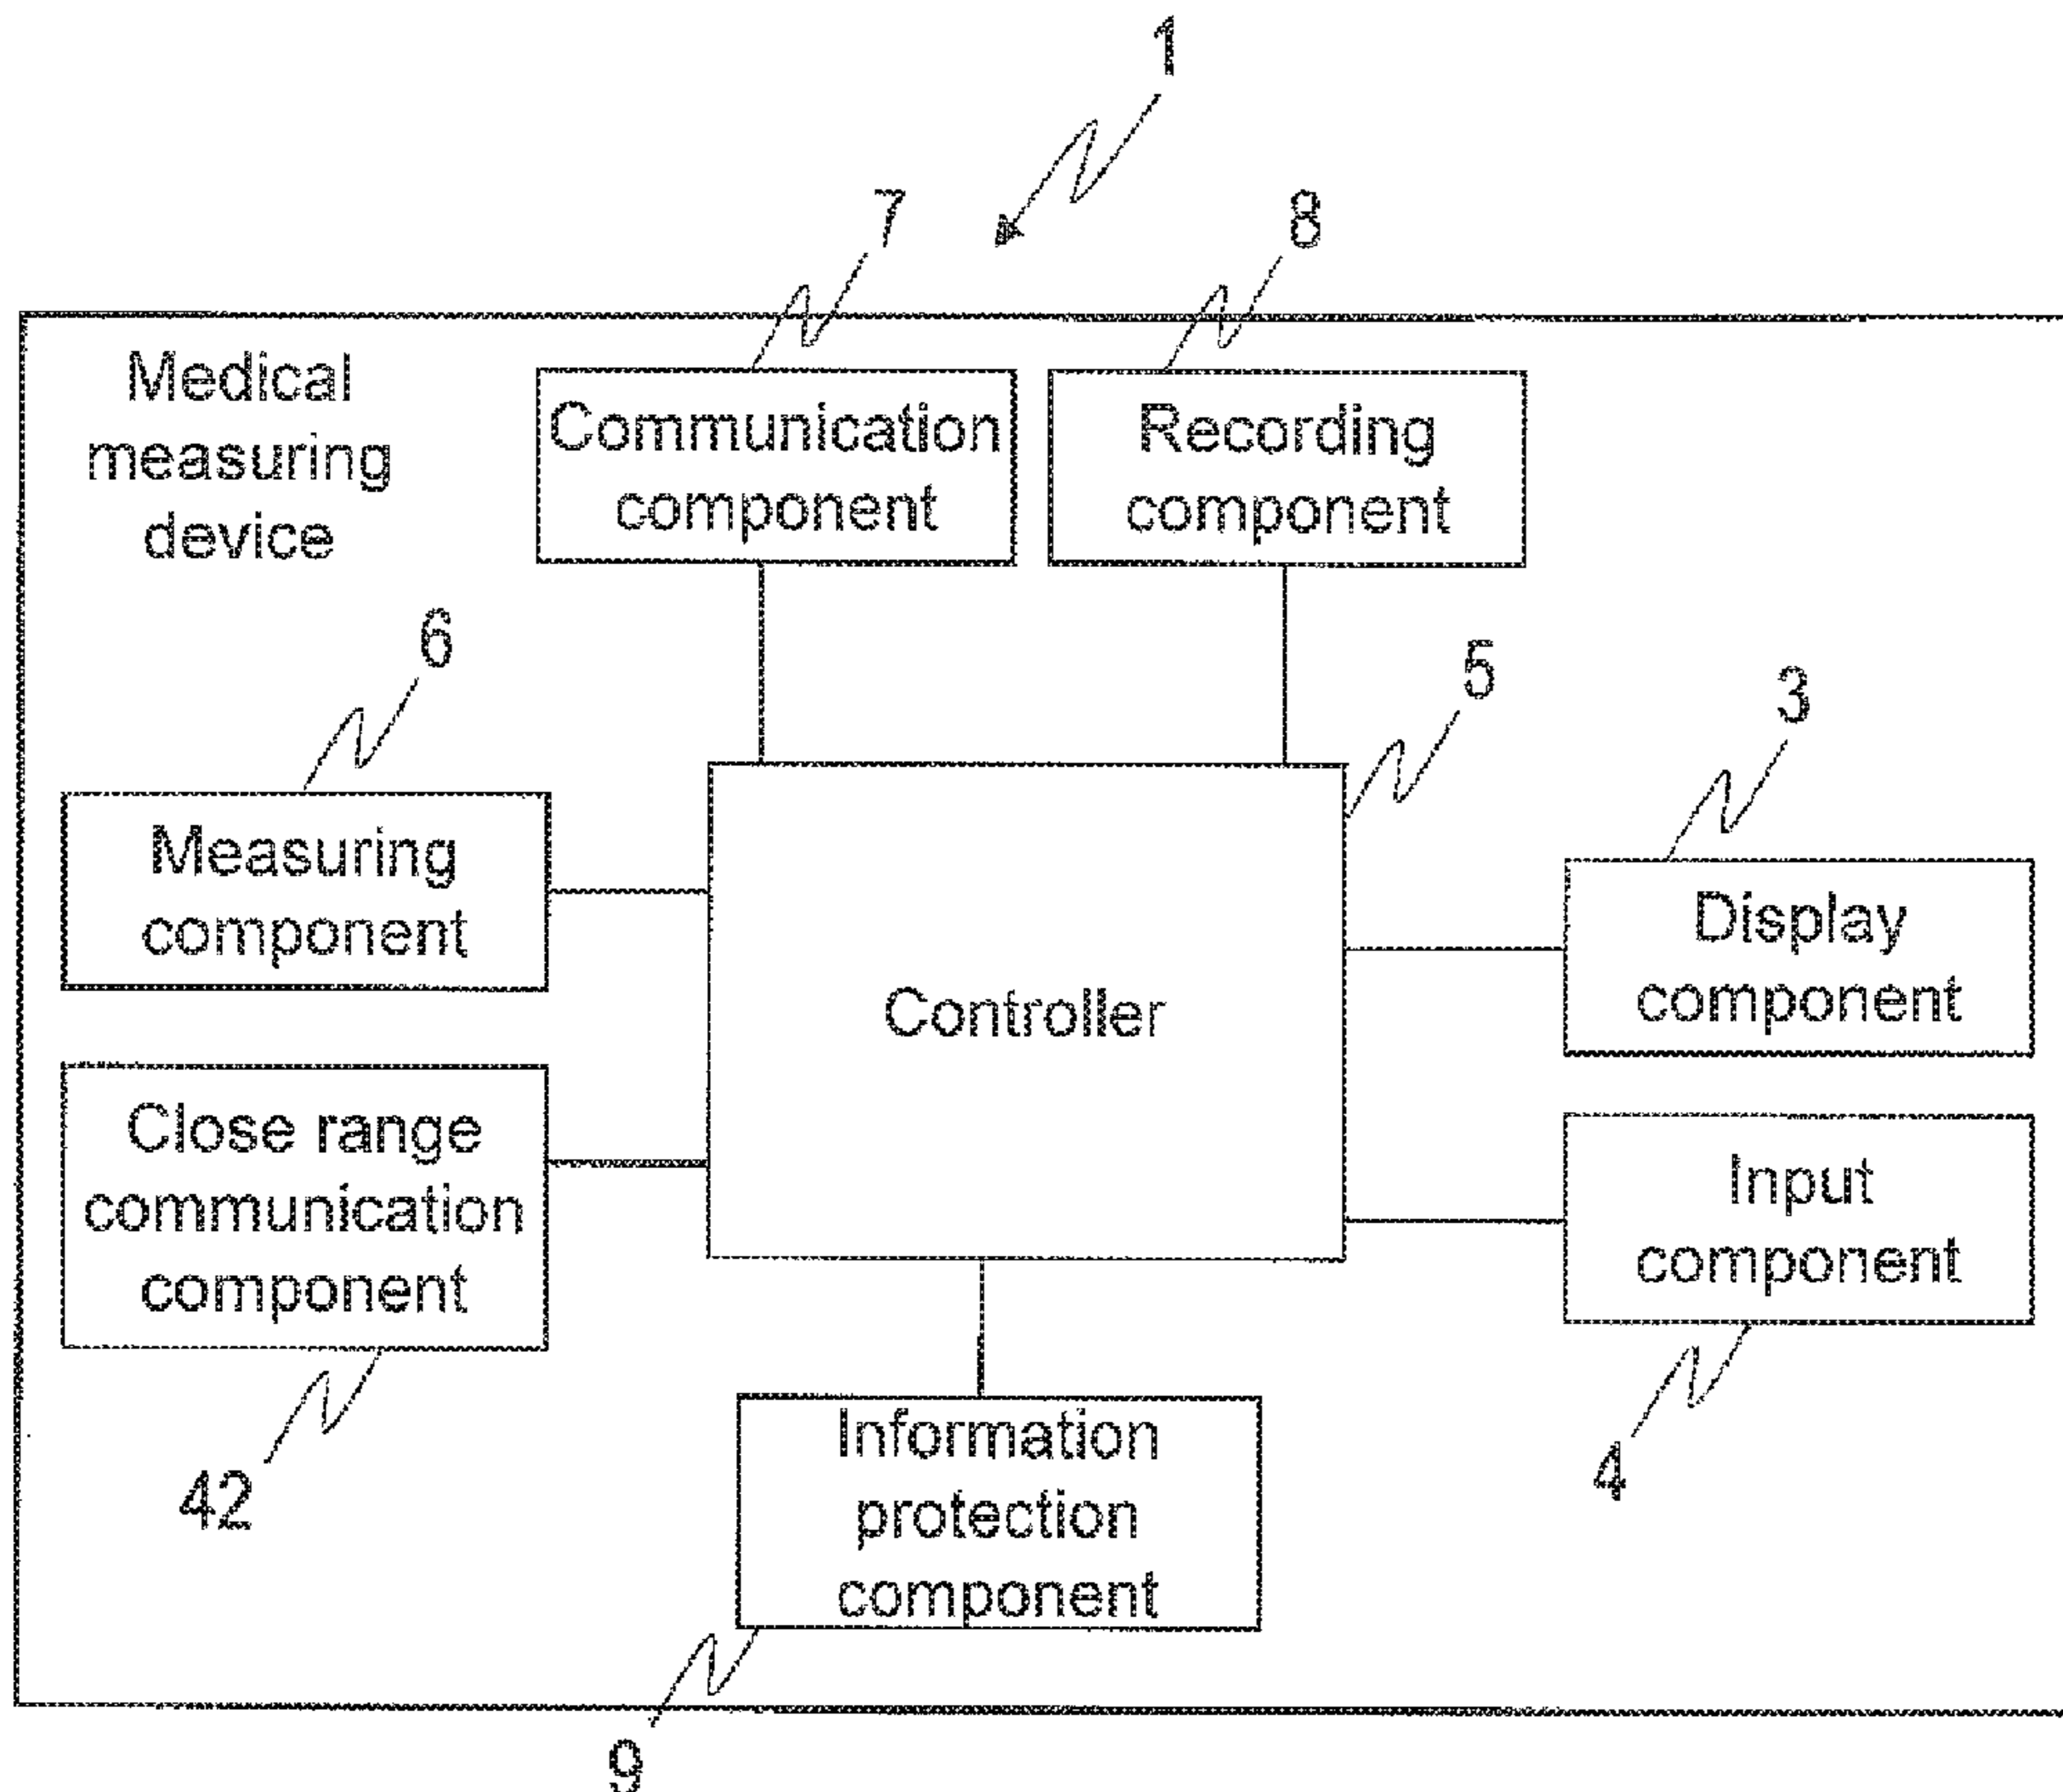 1
7
8
Medical
measuring
device
Communication
component
Recording
component
6
5
3
Measuring
component
Controller
Display
component
Close range
communication
component
Input
component
42
4
Information
protection
component
9